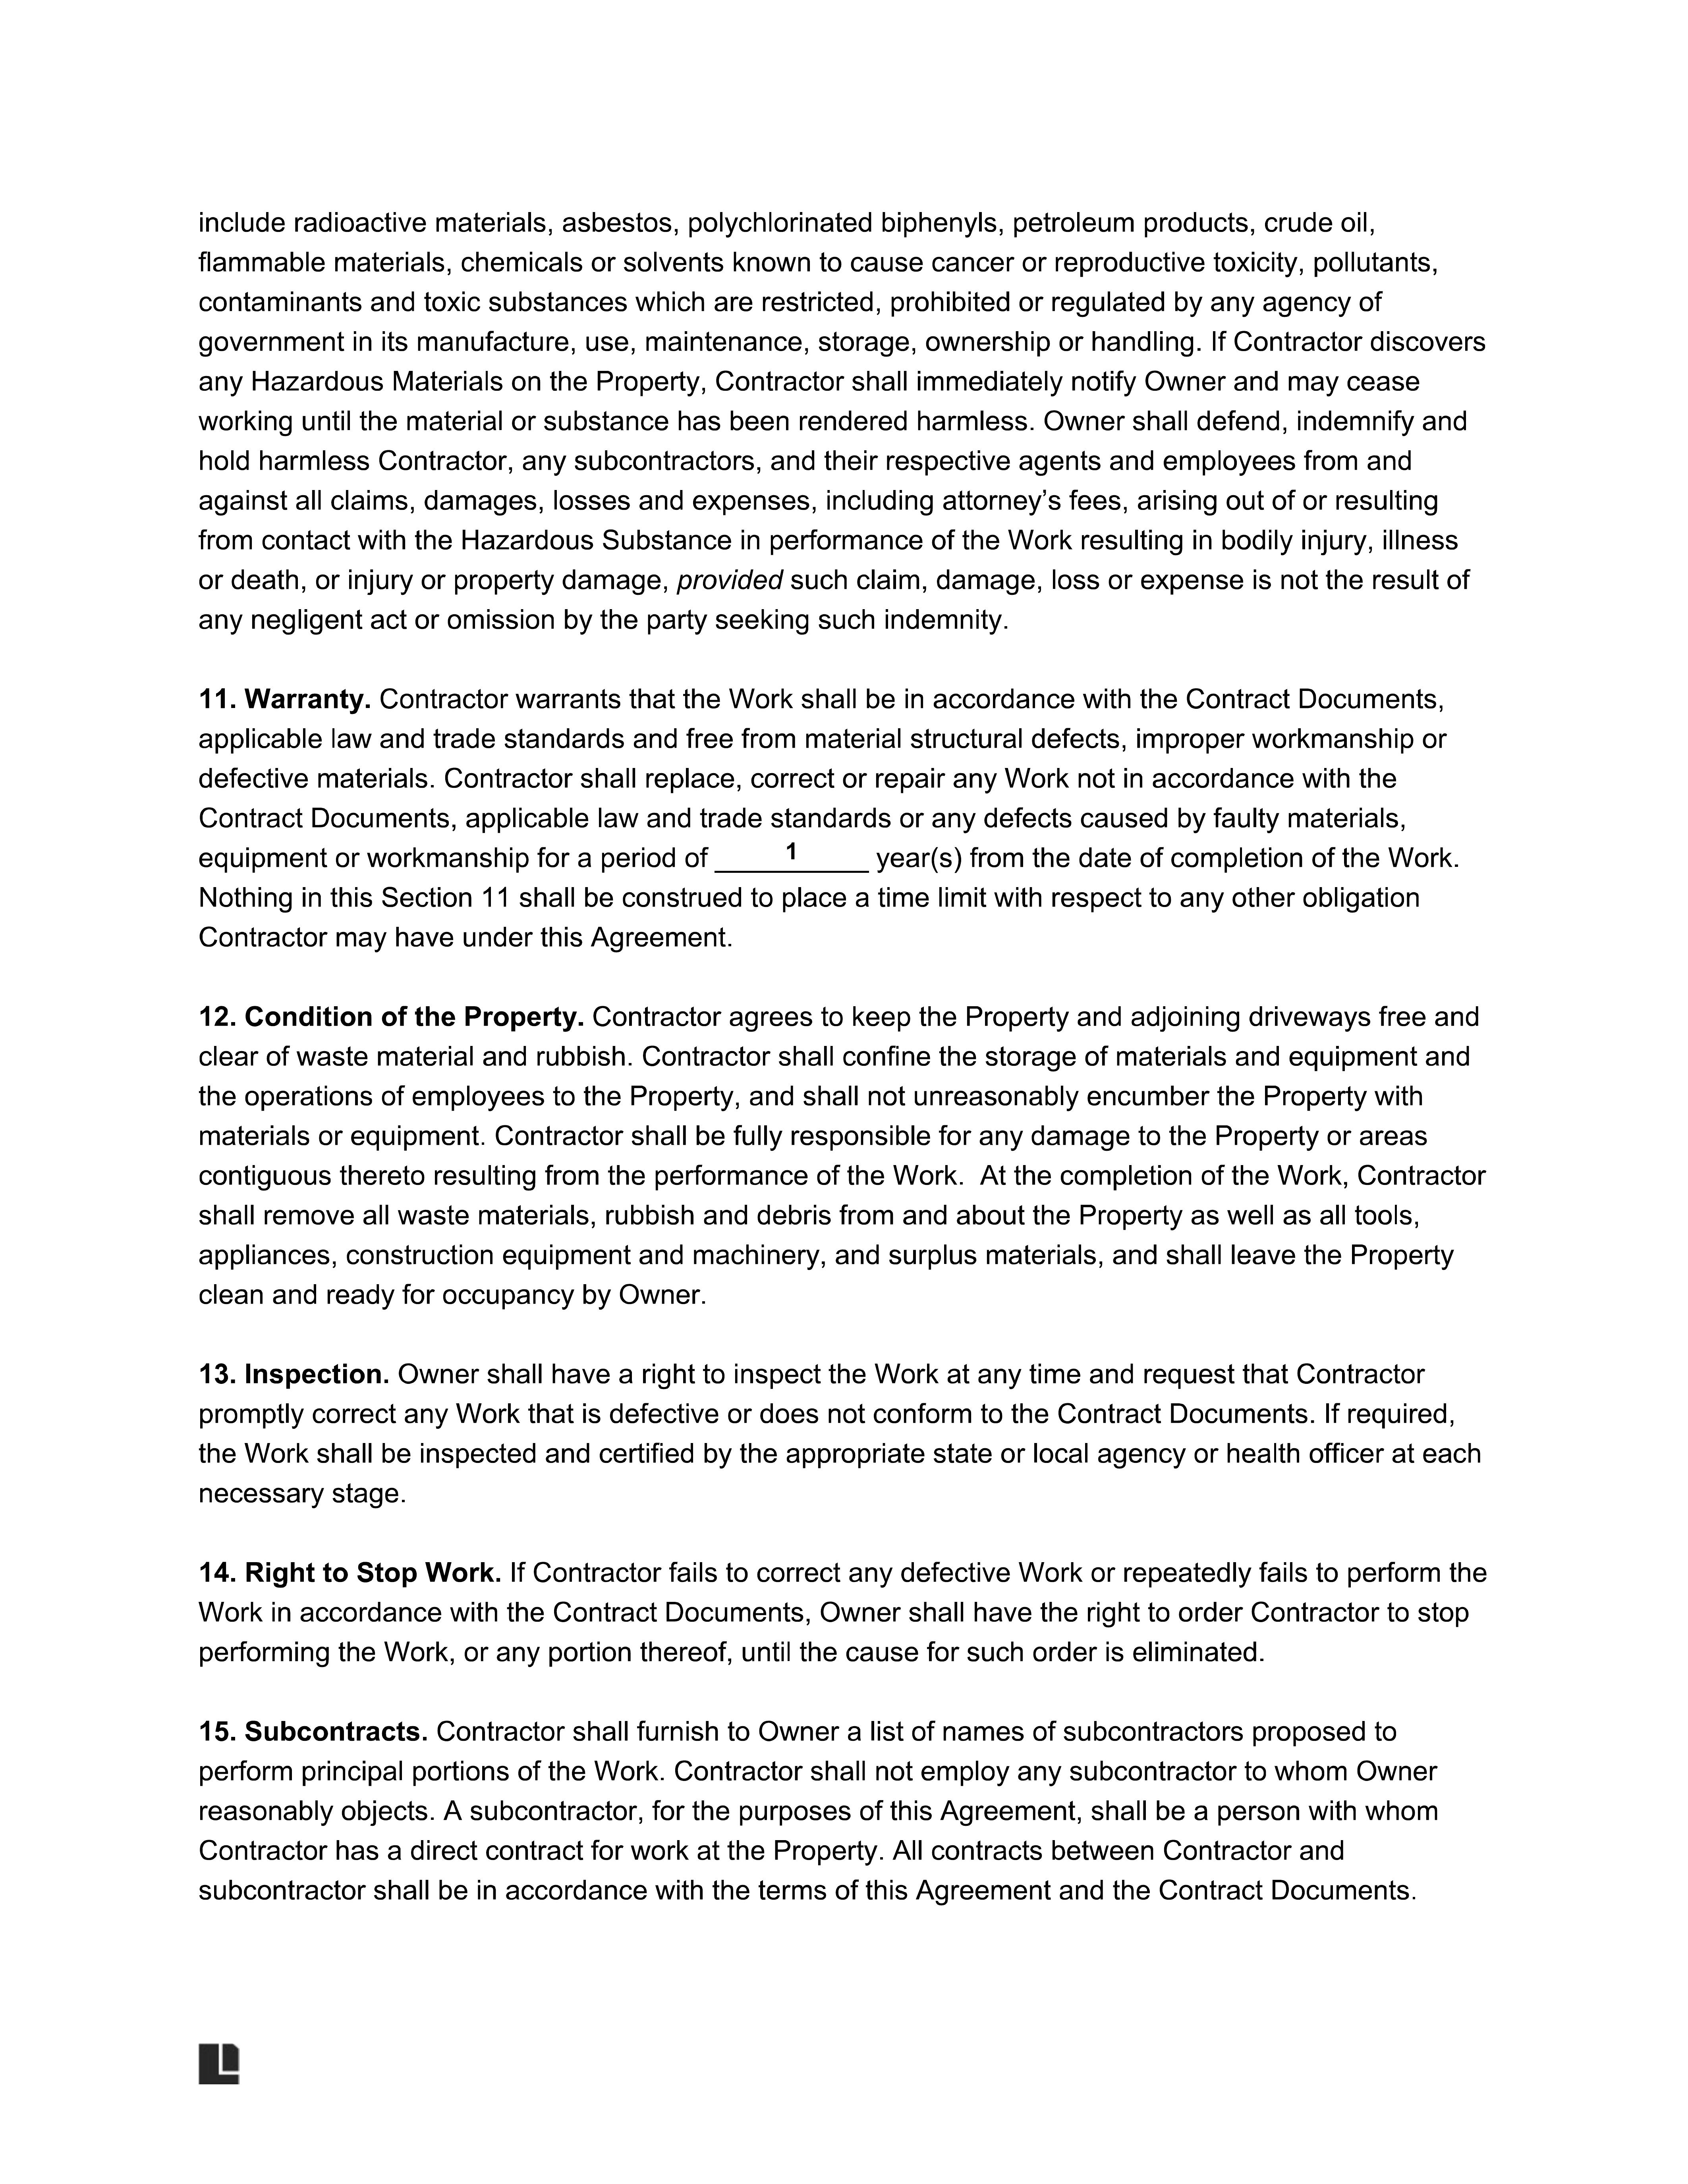 include radioactive materials, asbestos, polychlorinated biphenyls, petroleum products, crude oil,
flammable materials, chemicals or solvents known to cause cancer or reproductive toxicity, pollutants,
contaminants and toxic substances which are restricted, prohibited or regulated by any agency of
government in its manufacture, use, maintenance, storage, ownership or handling. If Contractor discovers
any Hazardous Materials on the Property, Contractor shall immediately notify Owner and may cease
working until the material or substance has been rendered harmless. Owner shall defend, indemnify and
hold harmless Contractor, any subcontractors, and their respective agents and employees from and
against all claims, damages, losses and expenses, including attorney’s fees, arising out of or resulting
from contact with the Hazardous Substance in performance of the Work resulting in bodily injury, illness
or death, or injury or property damage, provided such claim, damage, loss or expense is not the result of
any negligent act or omission by the party seeking such indemnity.
11. Warranty. Contractor warrants that the Work shall be in accordance with the Contract Documents,
applicable law and trade standards and free from material structural defects, improper workmanship or
defective materials. Contractor shall replace, correct or repair any Work not in accordance with the
Contract Documents, applicable law and trade standards or any defects caused by faulty materials,
equipment or workmanship for a period of 1 year(s) from the date of completion of the Work.
Nothing in this Section 11 shall be construed to place a time limit with respect to any other obligation
Contractor may have under this Agreement.
12. Condition of the Property. Contractor agrees to keep the Property and adjoining driveways free and
clear of waste material and rubbish. Contractor shall confine the storage of materials and equipment and
the operations of employees to the Property, and shall not unreasonably encumber the Property with
materials or equipment. Contractor shall be fully responsible for any damage to the Property or areas
contiguous thereto resulting from the performance of the Work. At the completion of the Work, Contractor
shall remove all waste materials, rubbish and debris from and about the Property as well as all tools,
appliances, construction equipment and machinery, and surplus materials, and shall leave the Property
clean and ready for occupancy by Owner.
13. Inspection. Owner shall have a right to inspect the Work at any time and request that Contractor
promptly correct any Work that is defective or does not conform to the Contract Documents. If required,
the Work shall be inspected and certified by the appropriate state or local agency or health officer at each
necessary stage.
14. Right to Stop Work. If Contractor fails to correct any defective Work or repeatedly fails to perform the
Work in accordance with the Contract Documents, Owner shall have the right to order Contractor to stop
performing the Work, or any portion thereof, until the cause for such order is eliminated.
15. Subcontracts. Contractor shall furnish to Owner a list of names of subcontractors proposed to
perform principal portions of the Work. Contractor shall not employ any subcontractor to whom Owner
reasonably objects. A subcontractor, for the purposes of this Agreement, shall be a person with whom
Contractor has a direct contract for work at the Property. All contracts between Contractor and
subcontractor shall be in accordance with the terms of this Agreement and the Contract Documents.